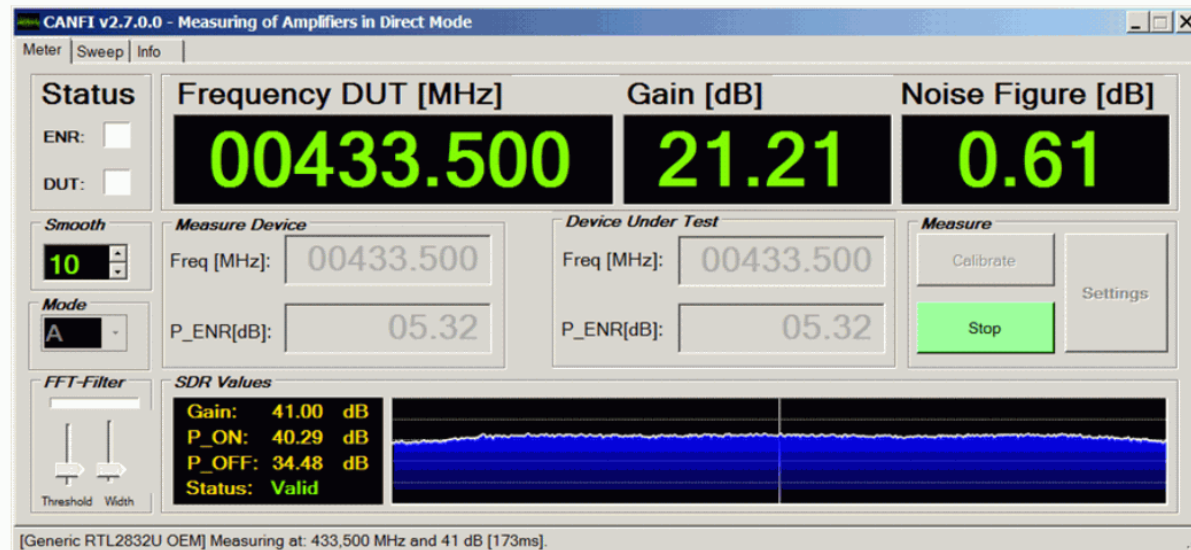 CANFI v2.7.0.0 - Measuring of Amplifiers in Direct Mode
Meter Sweep Info
Status
ENR:
DUT:
Frequency DUT [MHz]
00433.500
Gain [dB]
21.21
Noise Figure [dB]
0.61
Smooth
10
Measure Device
Freq [MHz]: 00433.500
P_ENR[dB]: 05.32
Device Under Test
Freq [MHz]: 00433.500
P_ENR[dB]: 05.32
Measure
Calibrate
Settings
Stop
Mode
A
FFT-Filter
Threshold Width
SDR Values
Gain: 41.00 dB
P_ON: 40.29 dB
P_OFF: 34.48 dB
Status: Valid
[Generic RTL2832U OEM] Measuring at: 433,500 MHz and 41 dB [173ms].